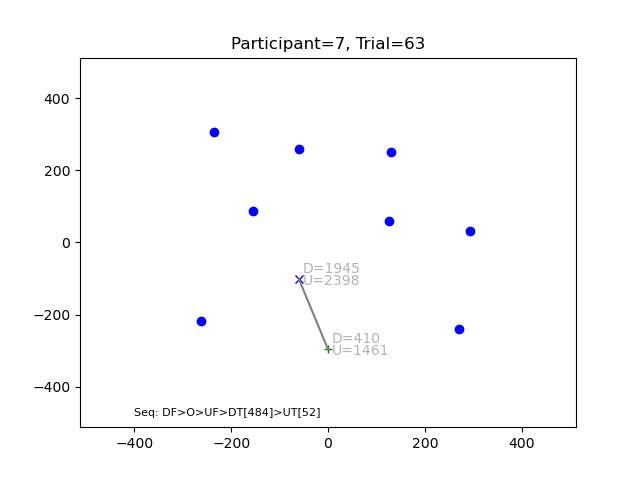 Participant=7, Trial=63
400
200
0
−200
−400
D=1945
U=2398
D=410
U=1461
Seq: DF>O>UF>DT[484]>UT[52]
−400
−200
0
200
400